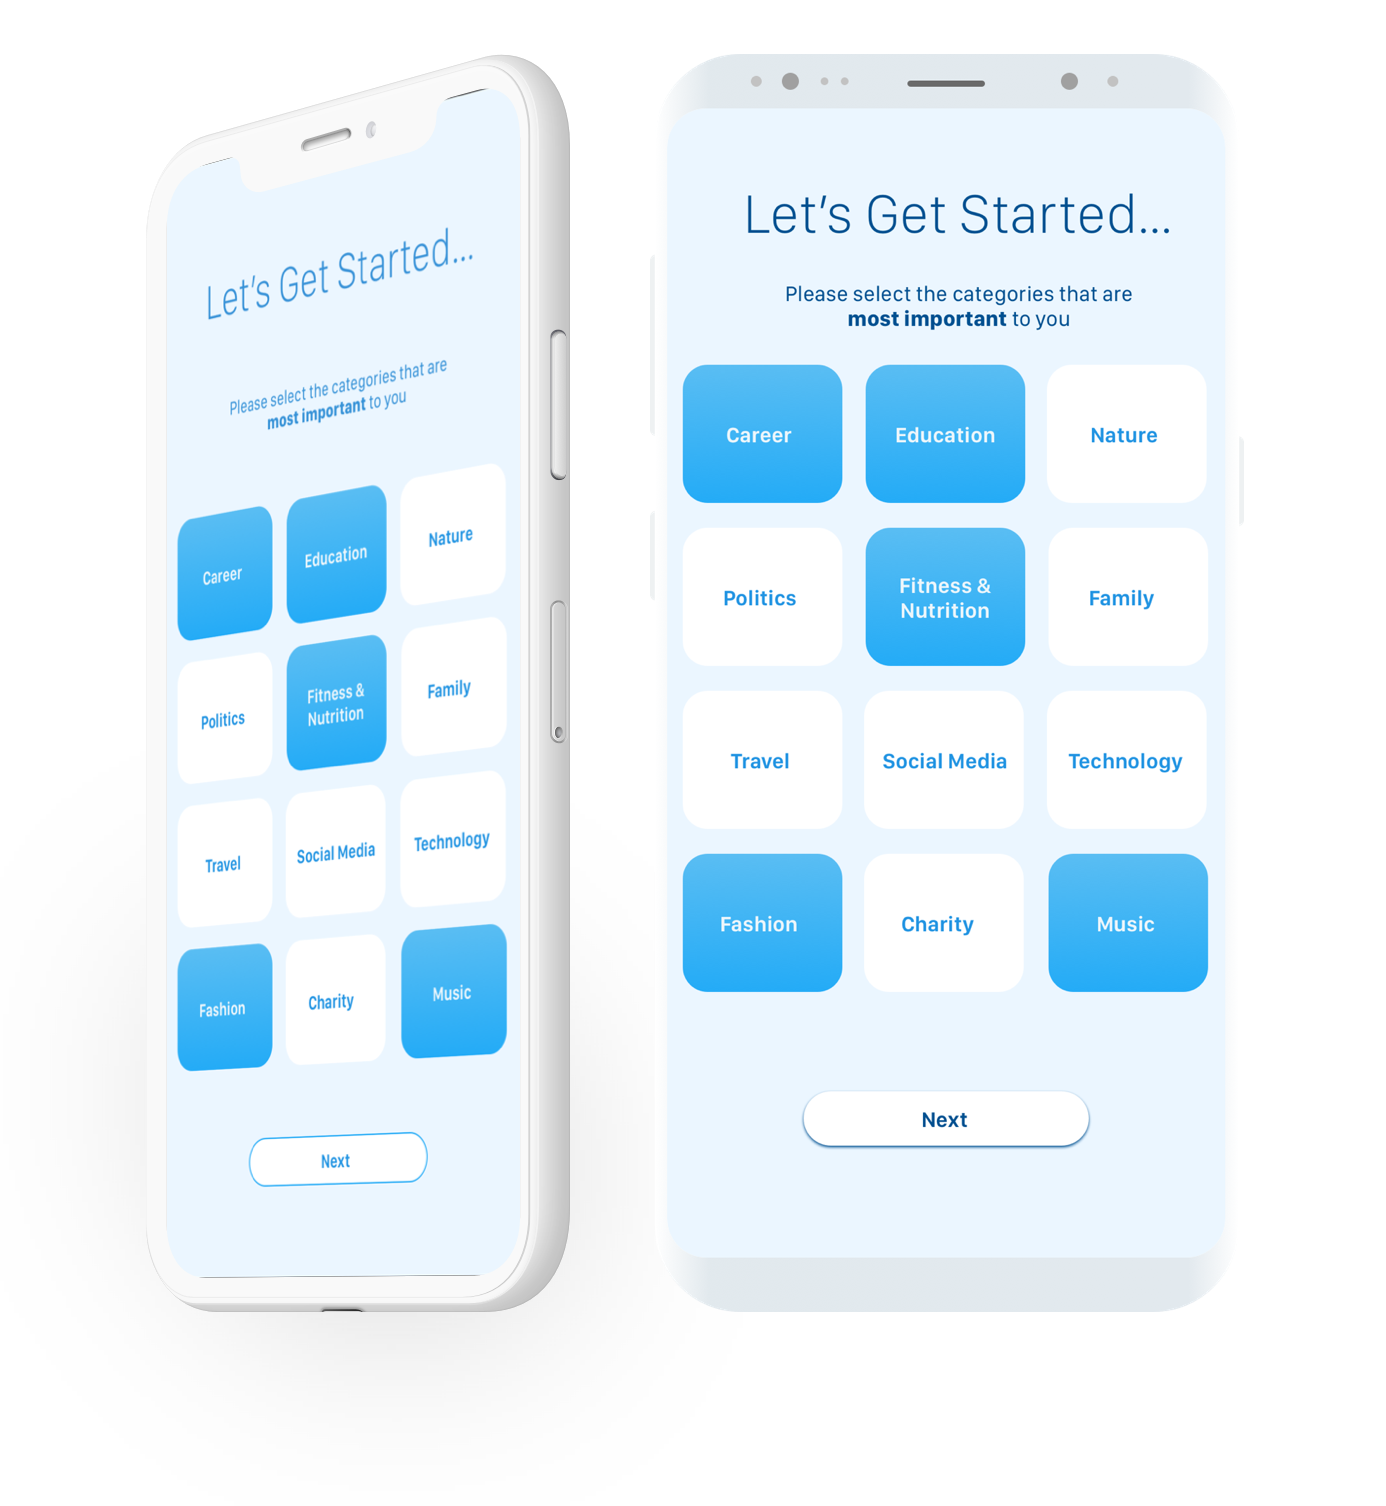 Let's Get Started...
Please select the categories that are
most important to you
Career
Education
Nature
Politics
Fitness &
Nutrition
Family
Travel
Social Media
Technology
Fashion
Charity
Music
Next
Let's Get Started...
Please select the categories that are
most important to you
Career
Education
Nature
Politics
Fitness &
Nutrition
Family
Travel
Social Media
Technology
Fashion
Charity
Music
Next